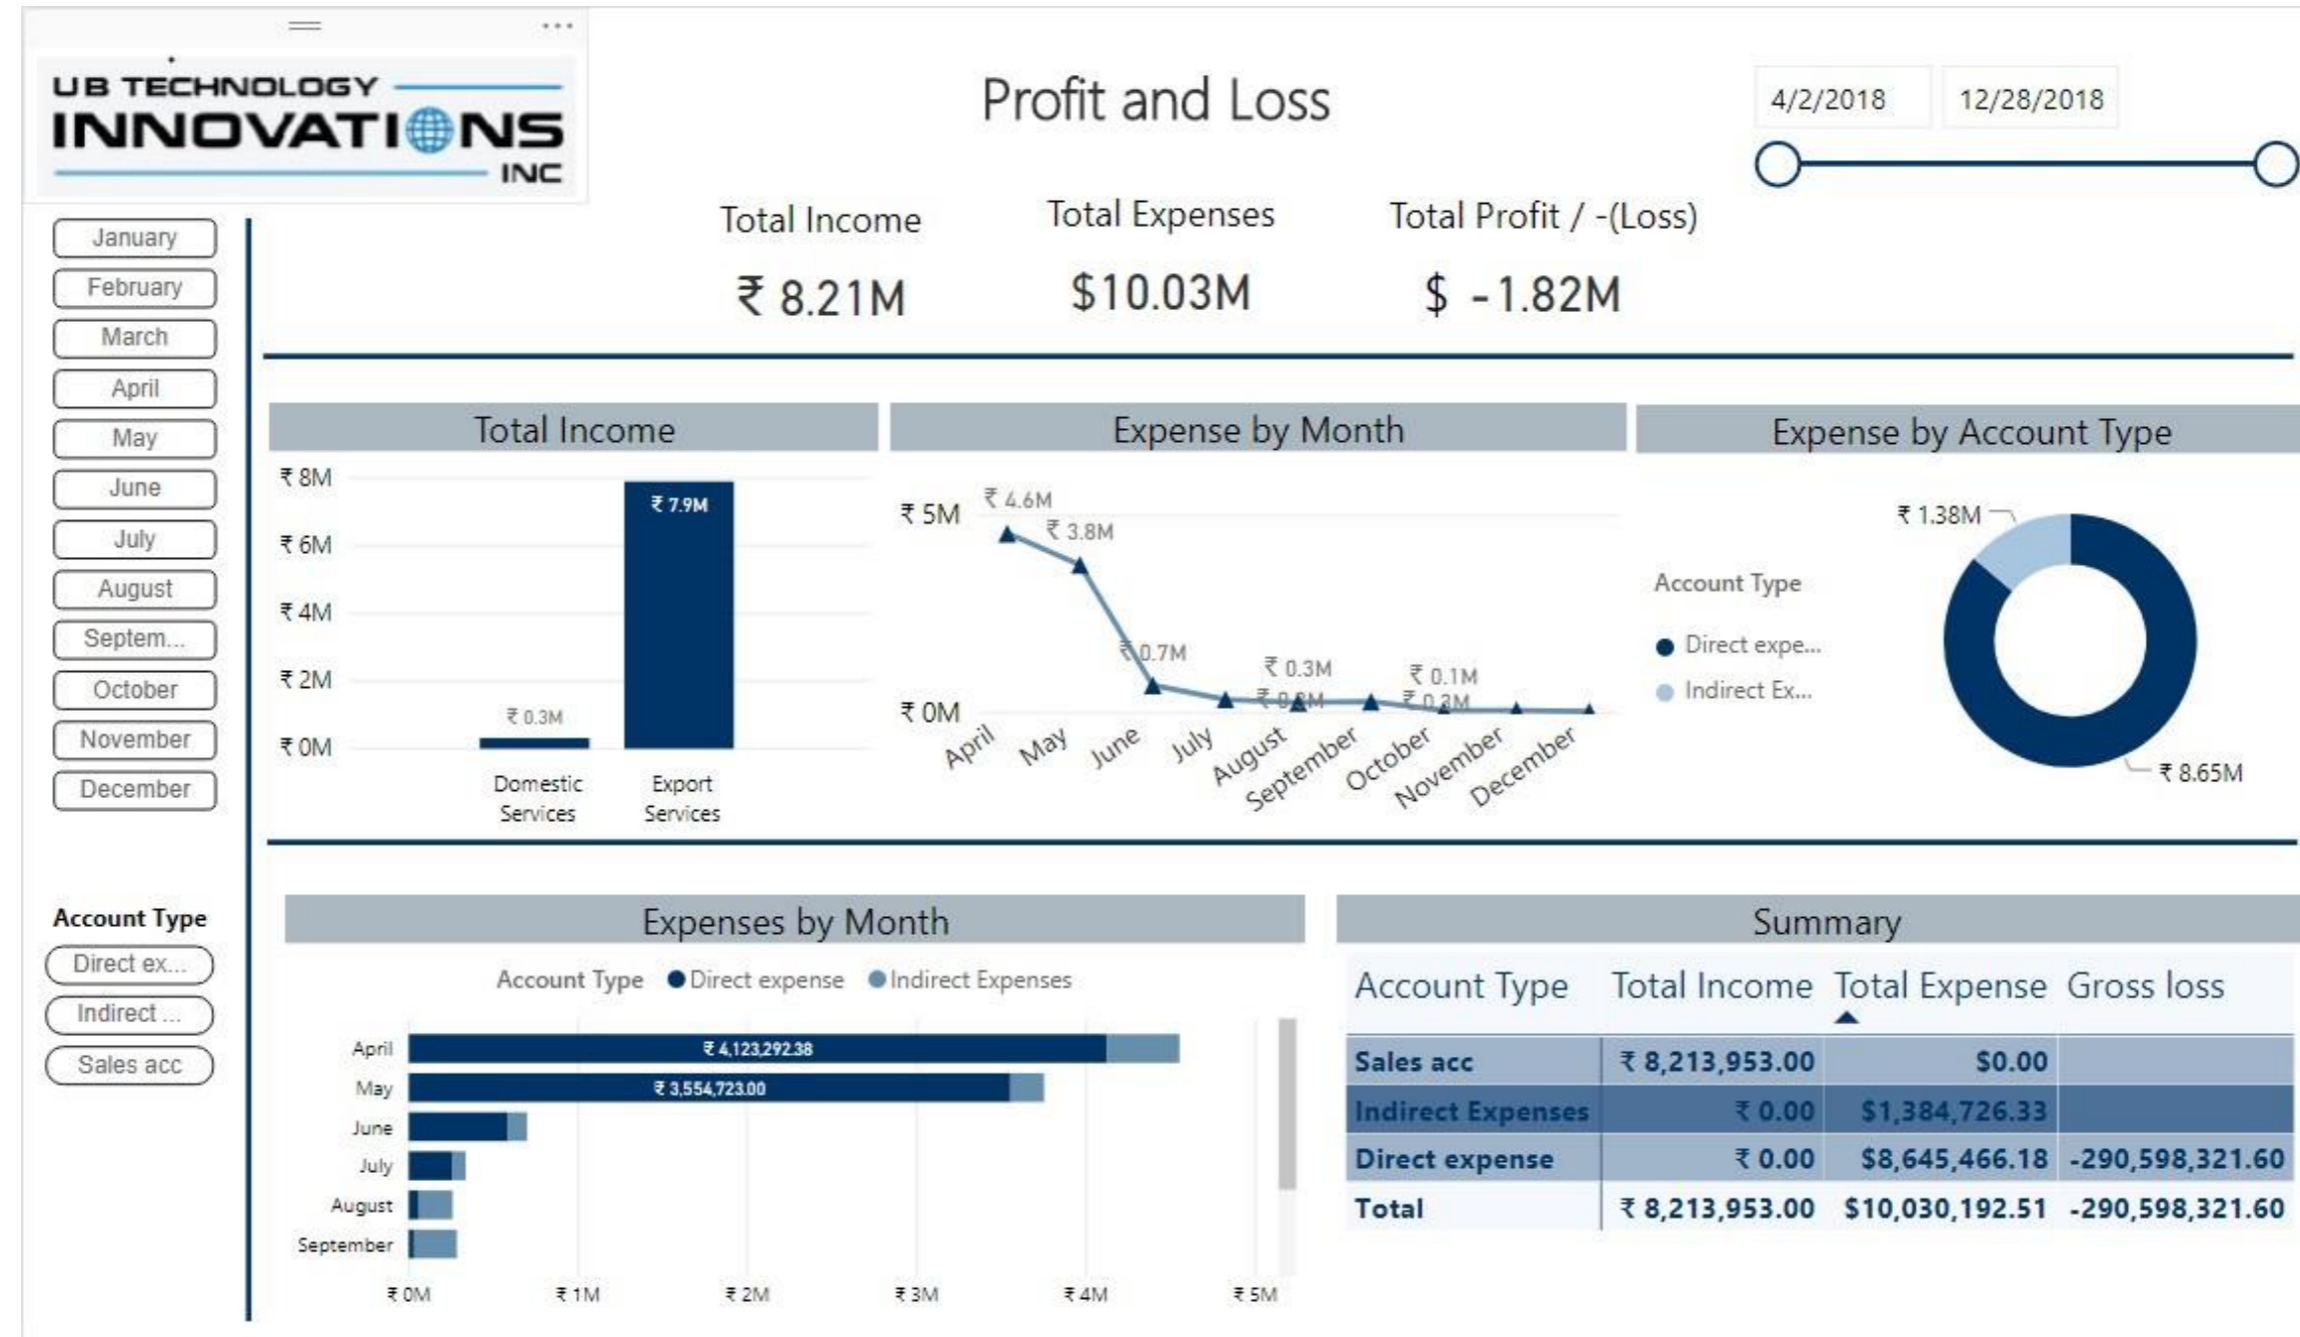 UB TECHNOLOGY
INNOVATIONS
INC
Profit and Loss
4/2/2018
12/28/2018
Total Income
₹ 8.21M
Total Expenses
$10.03M
Total Profit / -(Loss)
$ -1.82M
January
February
March
April
May
June
July
August
Septem...
October
November
December
Account Type
Direct ex...
Indirect ...
Sales acc
Total Income
₹ 8M
₹ 6M
₹ 4M
₹ 2M
₹ 0M
₹ 0.3M
₹ 7.9M
Domestic
Services
Export
Services
Expense by Month
₹ 5M
₹ 0M
₹ 4.6M
₹ 3.8M
₹ 0.7M
₹ 0.3M
₹ 0.1M
April
May
June
July
August
September
October
November
December
Expense by Account Type
Account Type
Direct expe...
Indirect Ex...
₹ 1.38M
₹ 8.65M
Expenses by Month
Account Type Direct expense Indirect Expenses
April ₹ 4,123,292.38
May ₹ 3,554,723.00
June
July
August
September
₹ 0M ₹ 1M ₹ 2M ₹ 3M ₹ 4M ₹ 5M
Summary
Account Type Total Income Total Expense Gross loss
Sales acc ₹ 8,213,953.00 $0.00
Indirect Expenses ₹ 0.00 $1,384,726.33
Direct expense ₹ 0.00 $8,645,466.18 -290,598,321.60
Total ₹ 8,213,953.00 $10,030,192.51 -290,598,321.60